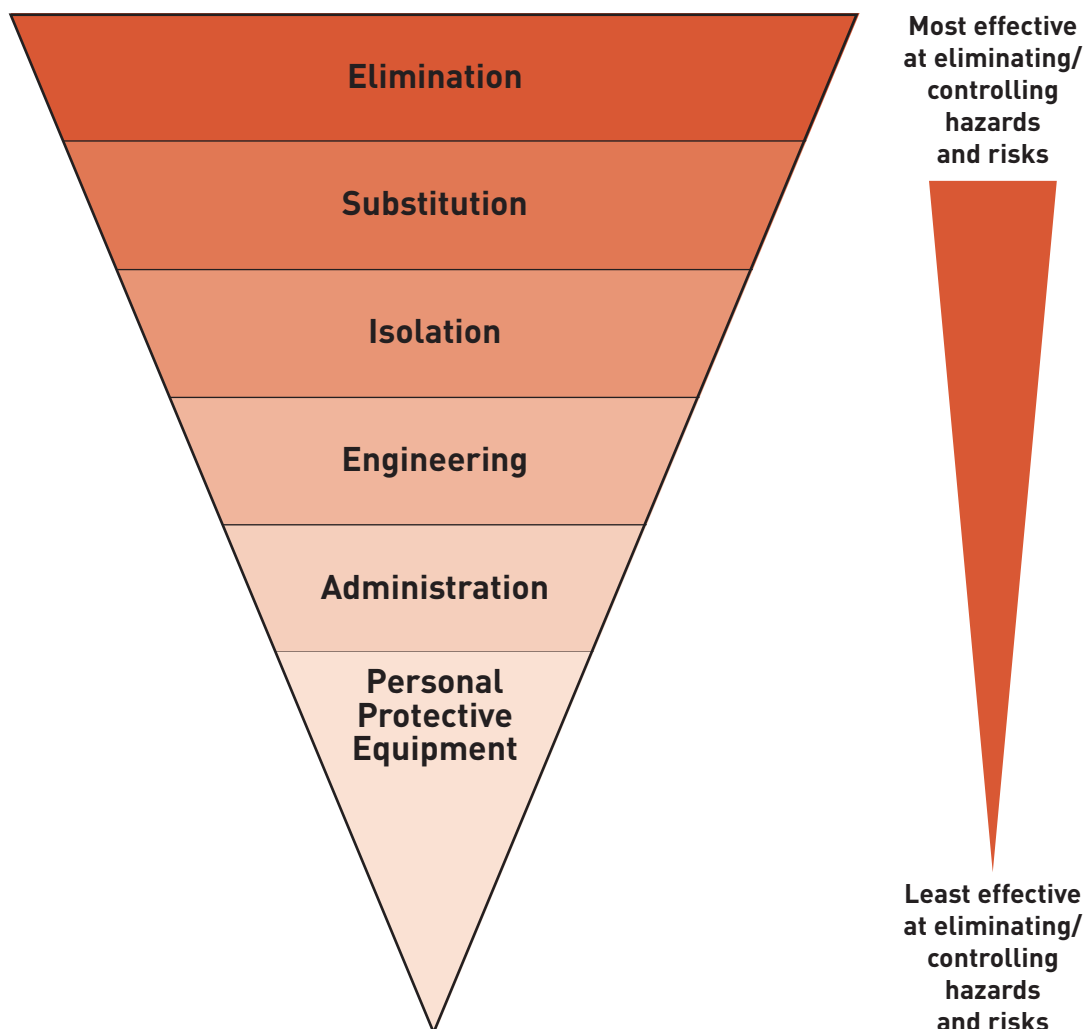 Elimination
Substitution
Isolation
Engineering
Administration
Personal
Protective
Equipment
Most effective
at eliminating/
controlling
hazards
and risks
Least effective
at eliminating/
controlling
hazards
and risks